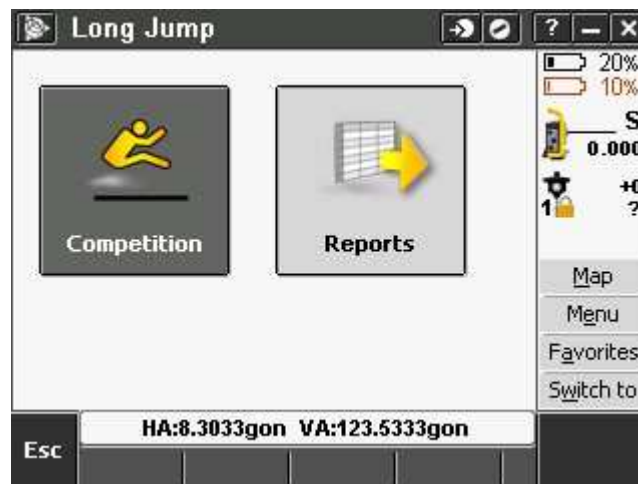 Long Jump
?
20%
10%
S
0.000
+0
1 ?
Competition
Reports
Map
Menu
Favorites
Switch to
HA:8.3033gon VA:123.5333gon
Esc